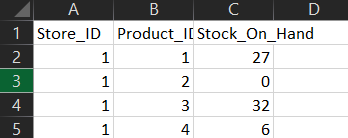 A B C D
1 Store_ID Product_ID Stock_On_Hand
2 1 1 27
3 1 2 0
4 1 3 32
5 1 4 6